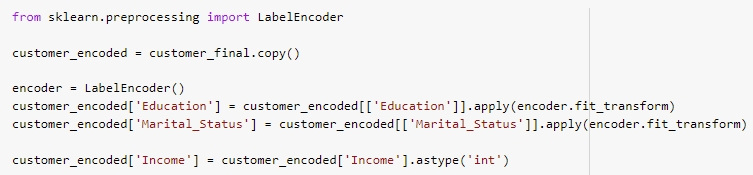 from sklearn.preprocessing import LabelEncoder
customer_encoded = customer_final.copy()
encoder = LabelEncoder()
customer_encoded['Education'] = customer_encoded[['Education']].apply(encoder.fit_transform)
customer_encoded['Marital_Status'] = customer_encoded[['Marital_Status']].apply(encoder.fit_transform)
customer_encoded['Income'] = customer_encoded['Income'].astype('int')